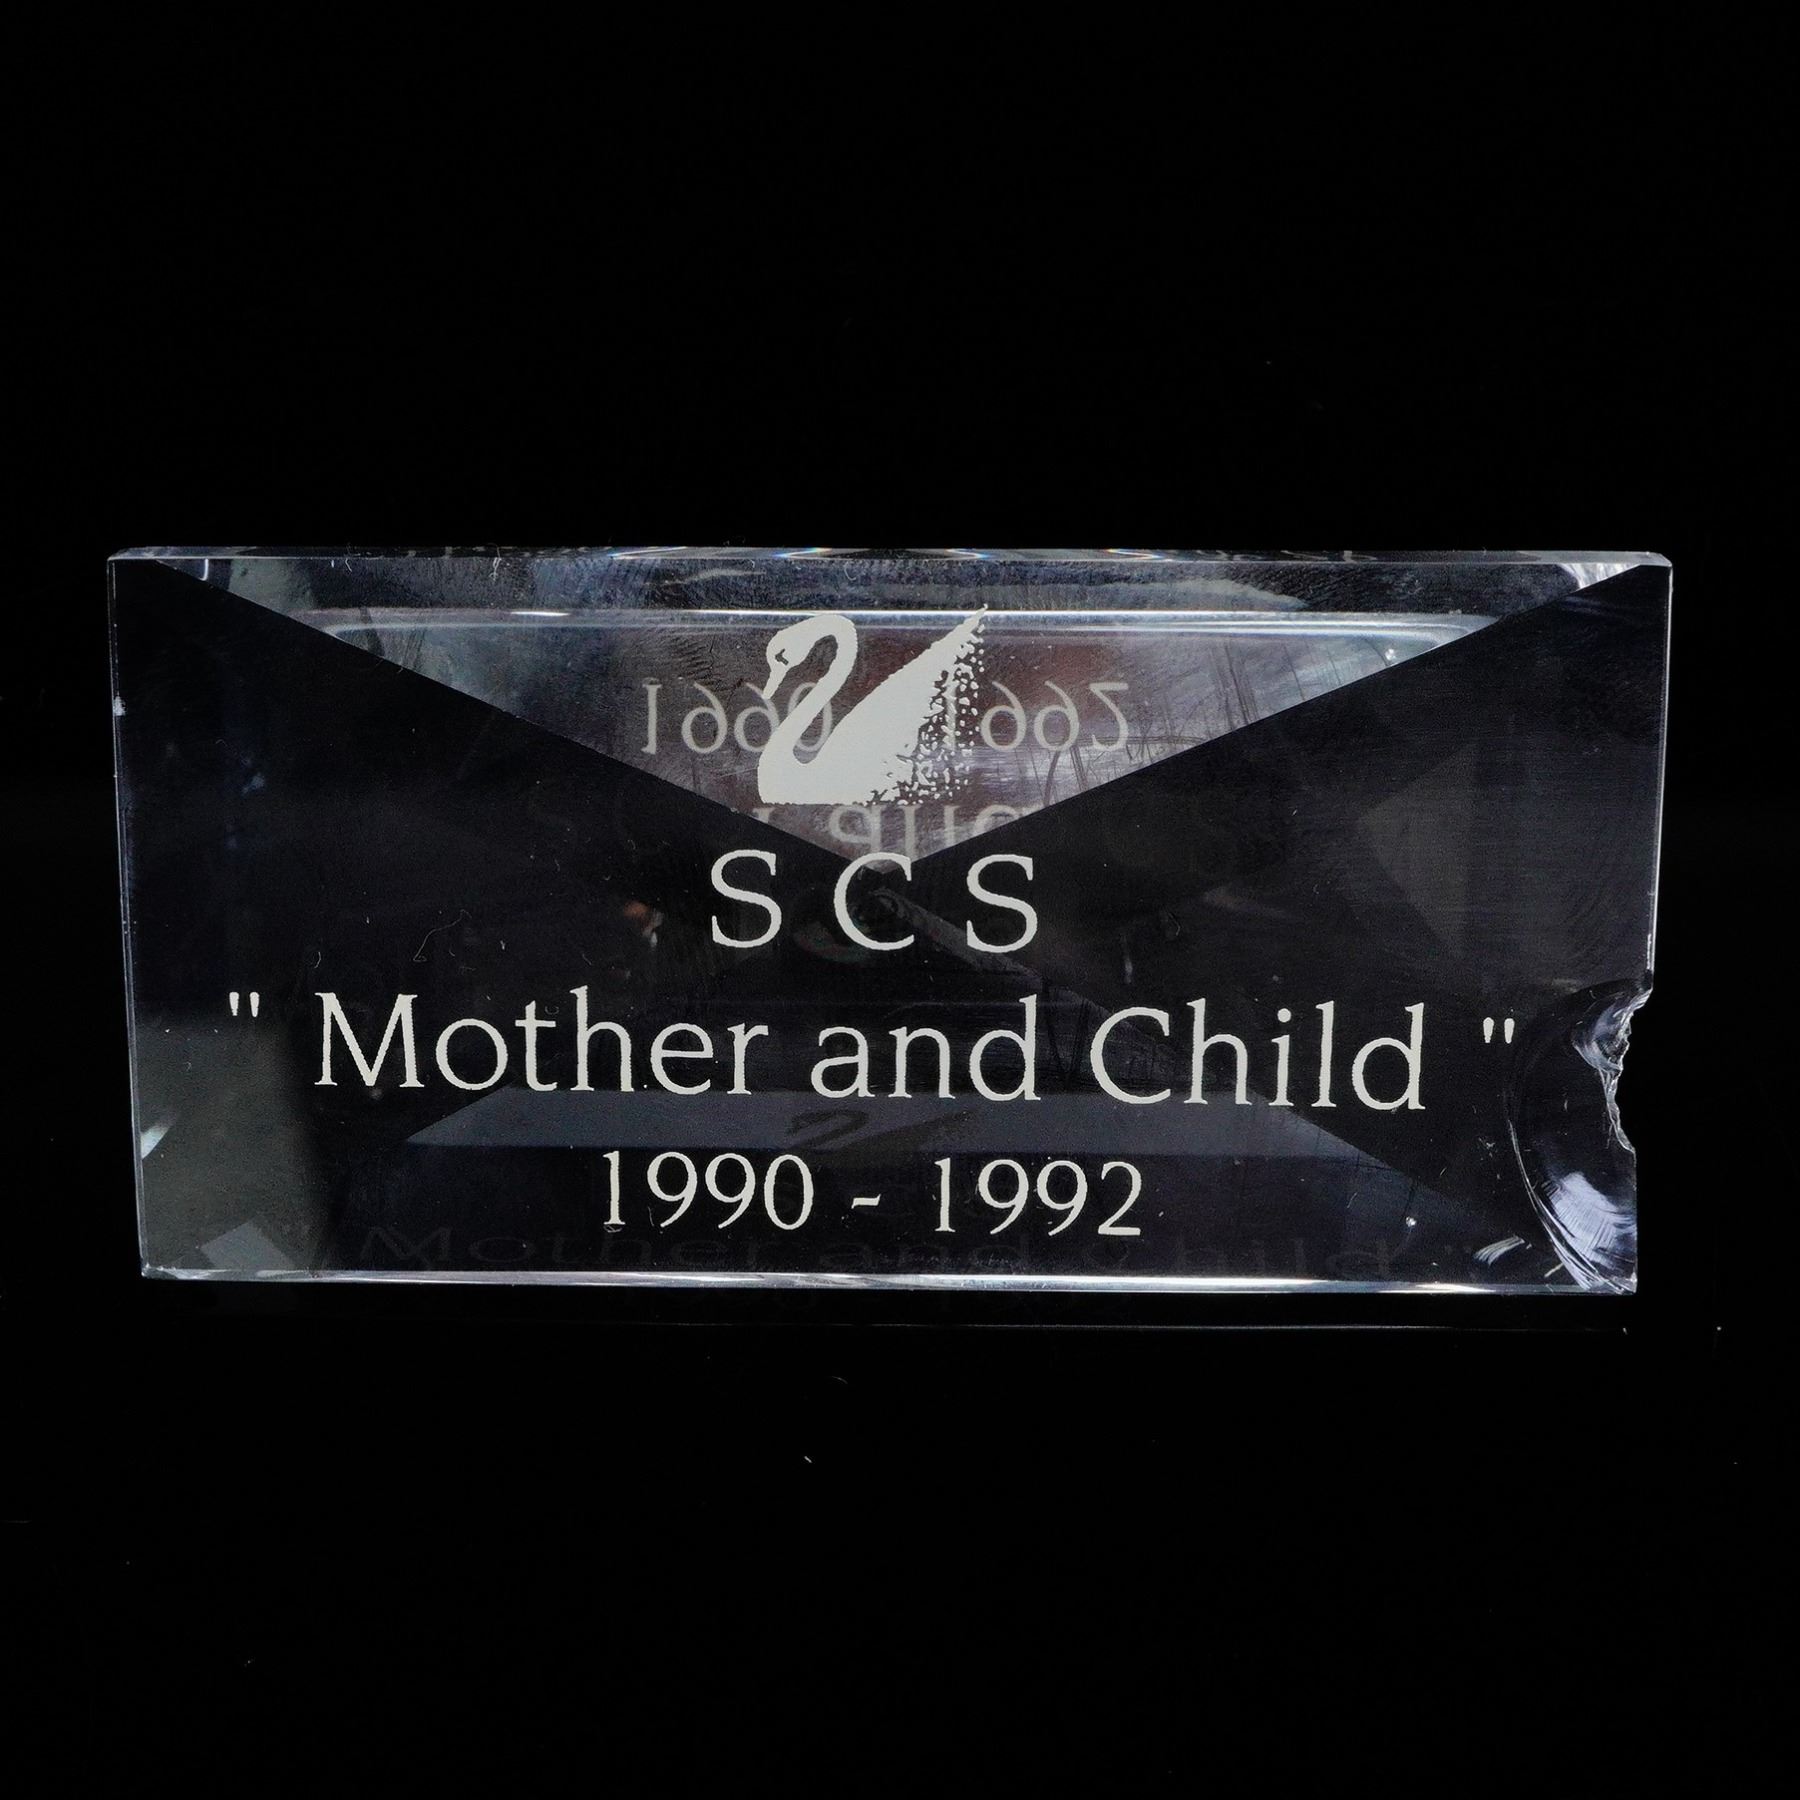 SCS
" Mother and Child "
1990 - 1992